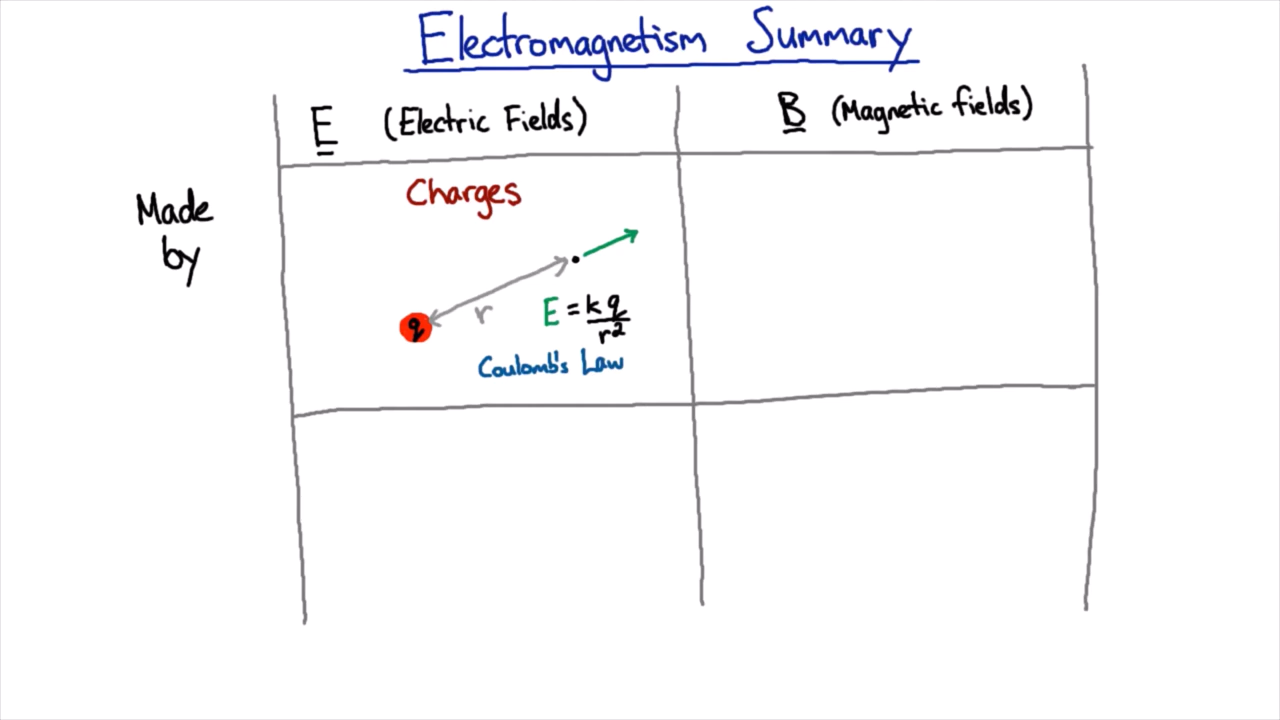 Electromagnetism Summary
E (Electric Fields)
B (Magnetic fields)
Made
by
Charges
q
r
E = kq/r²
Coulomb's Law